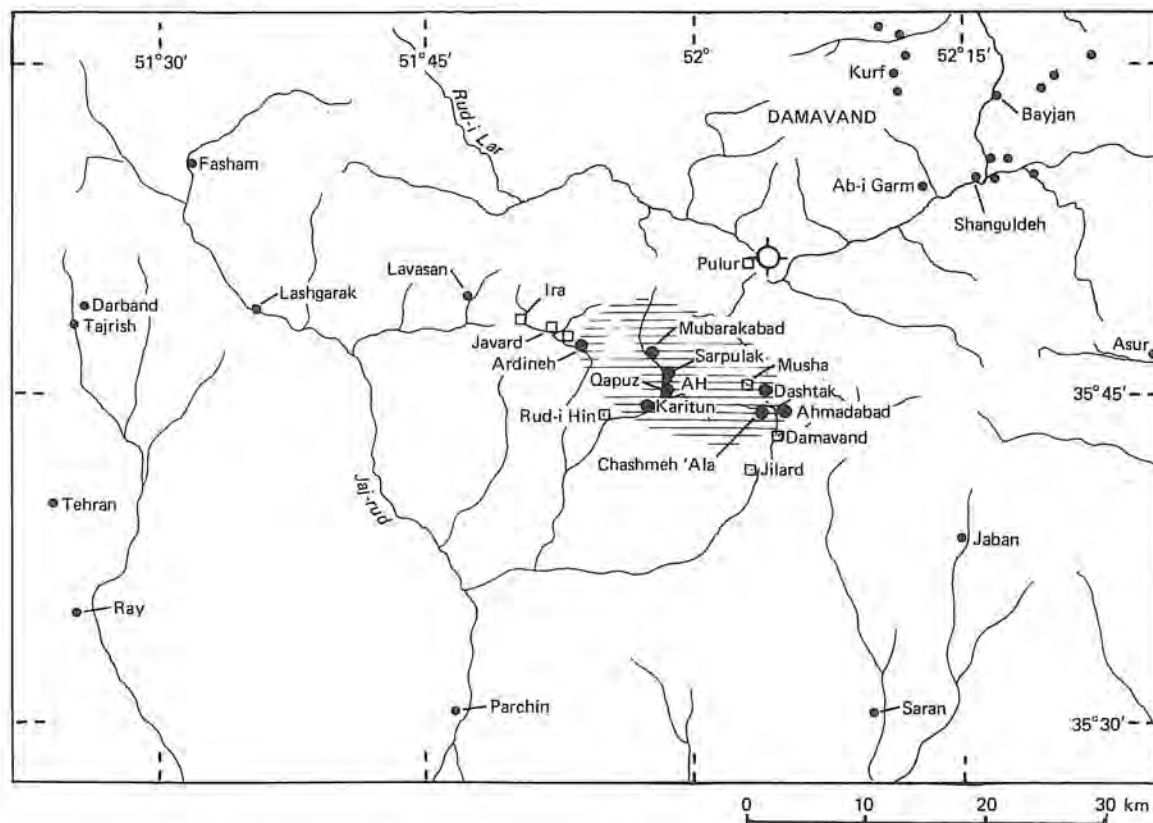 51°30'
51°45'
52°
52°15'
Rud-i Lar
Kurf
DAMAVAND
Bayjan
Fasham
Ab-i Garm
Shanguldeh
Pulur
Lavasan
Ira
Darband
Lashgarak
Tajrish
Mubarakabad
Javard
Sarpulak
Asur
Ardineh
Musha
Qapuz
AH
Dashtak
35°45'
Rud-i Hin
Karitun
Ahmadabad
Damavand
Chashmeh 'Ala
Jilard
Jaj-rud
Tehran
Jaban
Ray
Parchin
Saran
35°30'
0 10 20 30 km